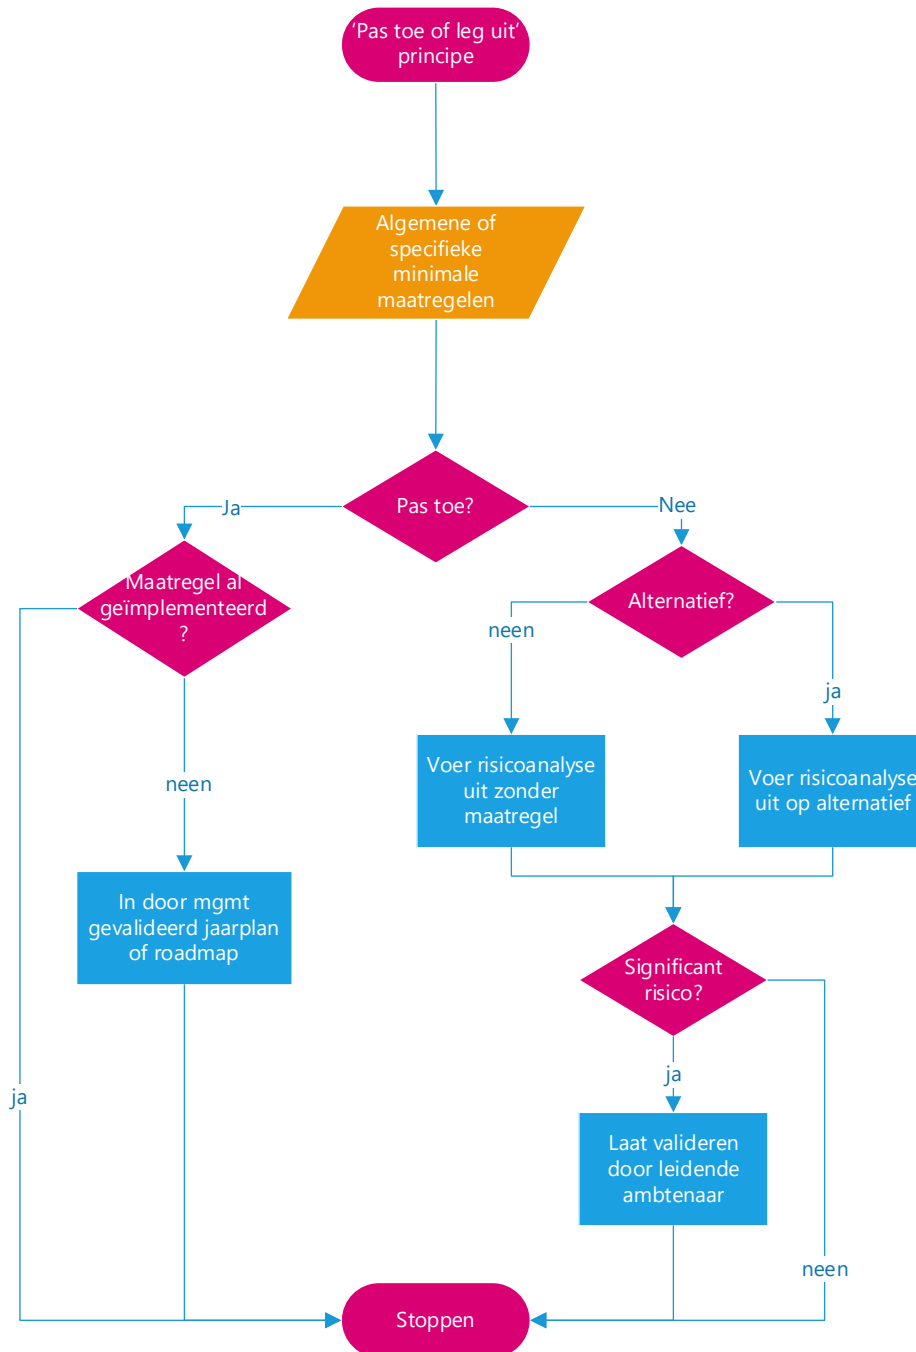 'Pas toe of leg uit'
principe
Algemene of
specifieke
minimale
maatregelen
Pas toe?
Ja
Nee
Maatregel al
geïmplementeerd
?
Alternatief?
neen
ja
Voer risicoanalyse
uit zonder
maatregel
Voer risicoanalyse
uit op alternatief
neen
In door mgmt
gevalideerd jaarplan
of roadmap
Significant
risico?
ja
ja
Laat valideren
door leidende
ambtenaar
neen
Stoppen